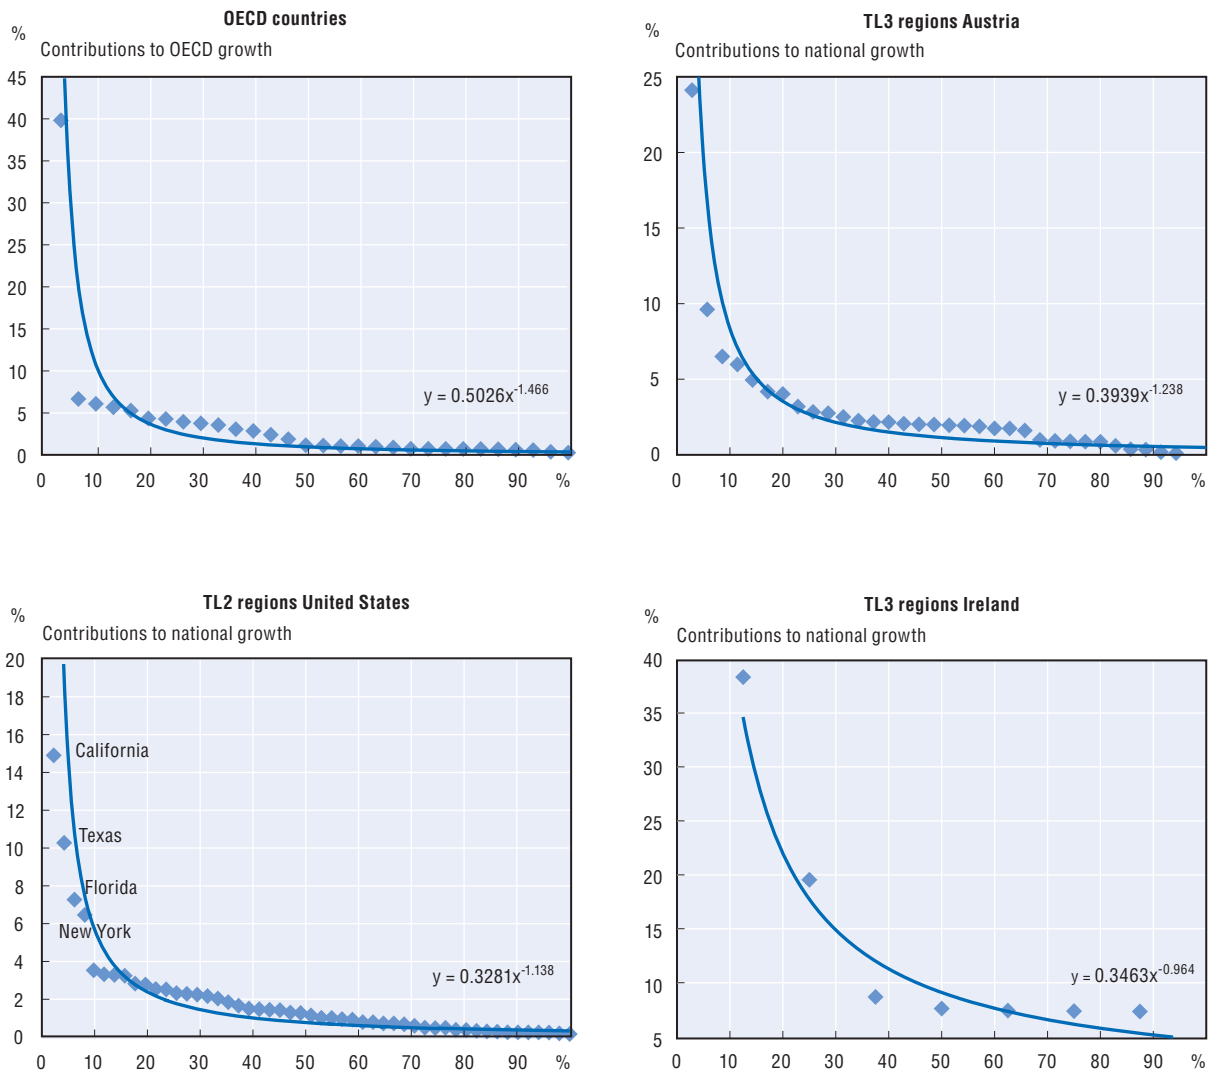 OECD countries
%
Contributions to OECD growth
45
40
35
30
25
20
15
10
5
0
y = 0.5026x^-1.466
0 10 20 30 40 50 60 70 80 90 %
TL3 regions Austria
%
Contributions to national growth
25
20
15
10
5
0
y = 0.3939x^-1.238
0 10 20 30 40 50 60 70 80 90 %
TL2 regions United States
%
Contributions to national growth
20
18
16
14
12
10
8
6
4
2
0
California
Texas
Florida
New York
y = 0.3281x^-1.138
0 10 20 30 40 50 60 70 80 90 %
TL3 regions Ireland
%
Contributions to national growth
40
35
30
25
20
15
10
5
y = 0.3463x^-0.964
0 10 20 30 40 50 60 70 80 90 %